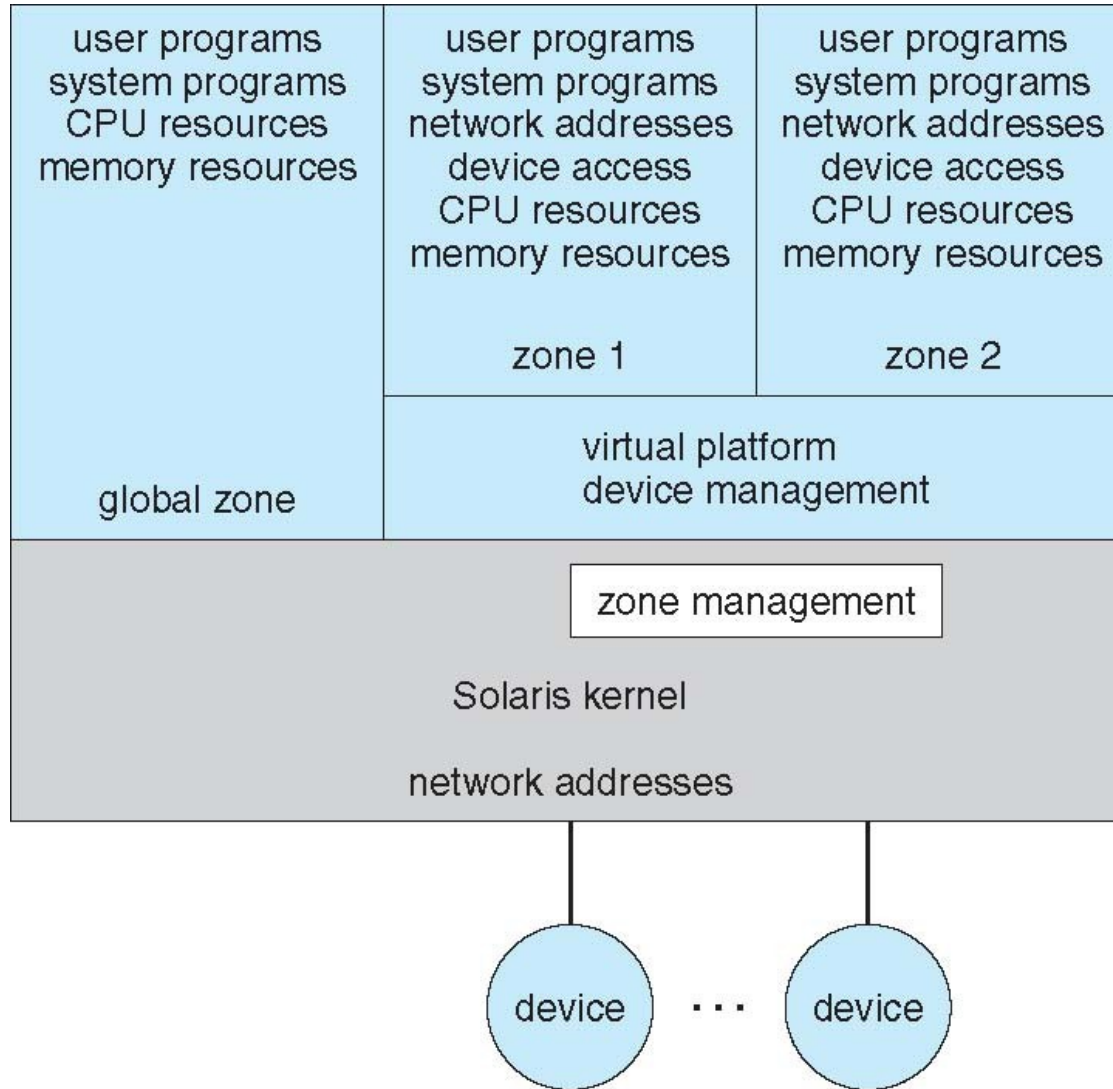 user programs
system programs
CPU resources
memory resources
global zone
user programs
system programs
network addresses
device access
CPU resources
memory resources
zone 1
user programs
system programs
network addresses
device access
CPU resources
memory resources
zone 2
virtual platform
device management
zone management
Solaris kernel
network addresses
device
. . .
device